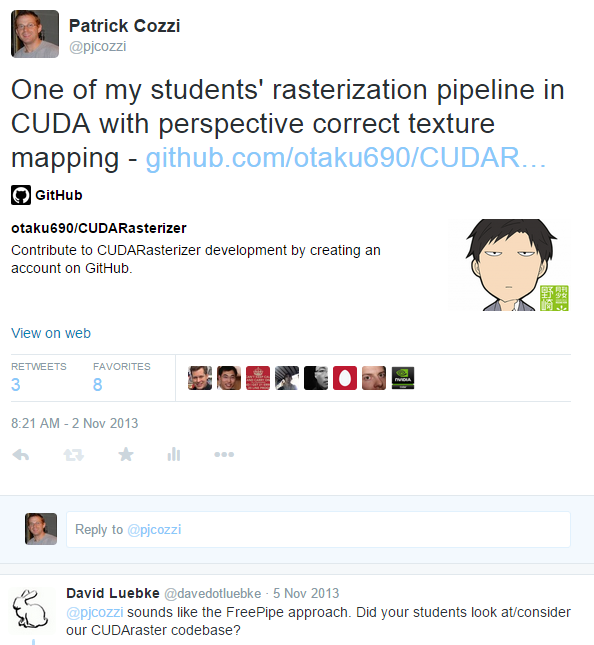 Patrick Cozzi
@pjcozzi
One of my students' rasterization pipeline in
CUDA with perspective correct texture
mapping - github.com/otaku690/CUDAR…
GitHub
otaku690/CUDARasterizer
Contribute to CUDARasterizer development by creating an
account on GitHub.
野崎
View on web
RETWEETS FAVORITES
3 8
NVIDIA
8:21 AM - 2 Nov 2013
Reply to @pjcozzi
David Luebke @davedotluebke · 5 Nov 2013
@pjcozzi sounds like the FreePipe approach. Did your students look at/consider
our CUDAraster codebase?